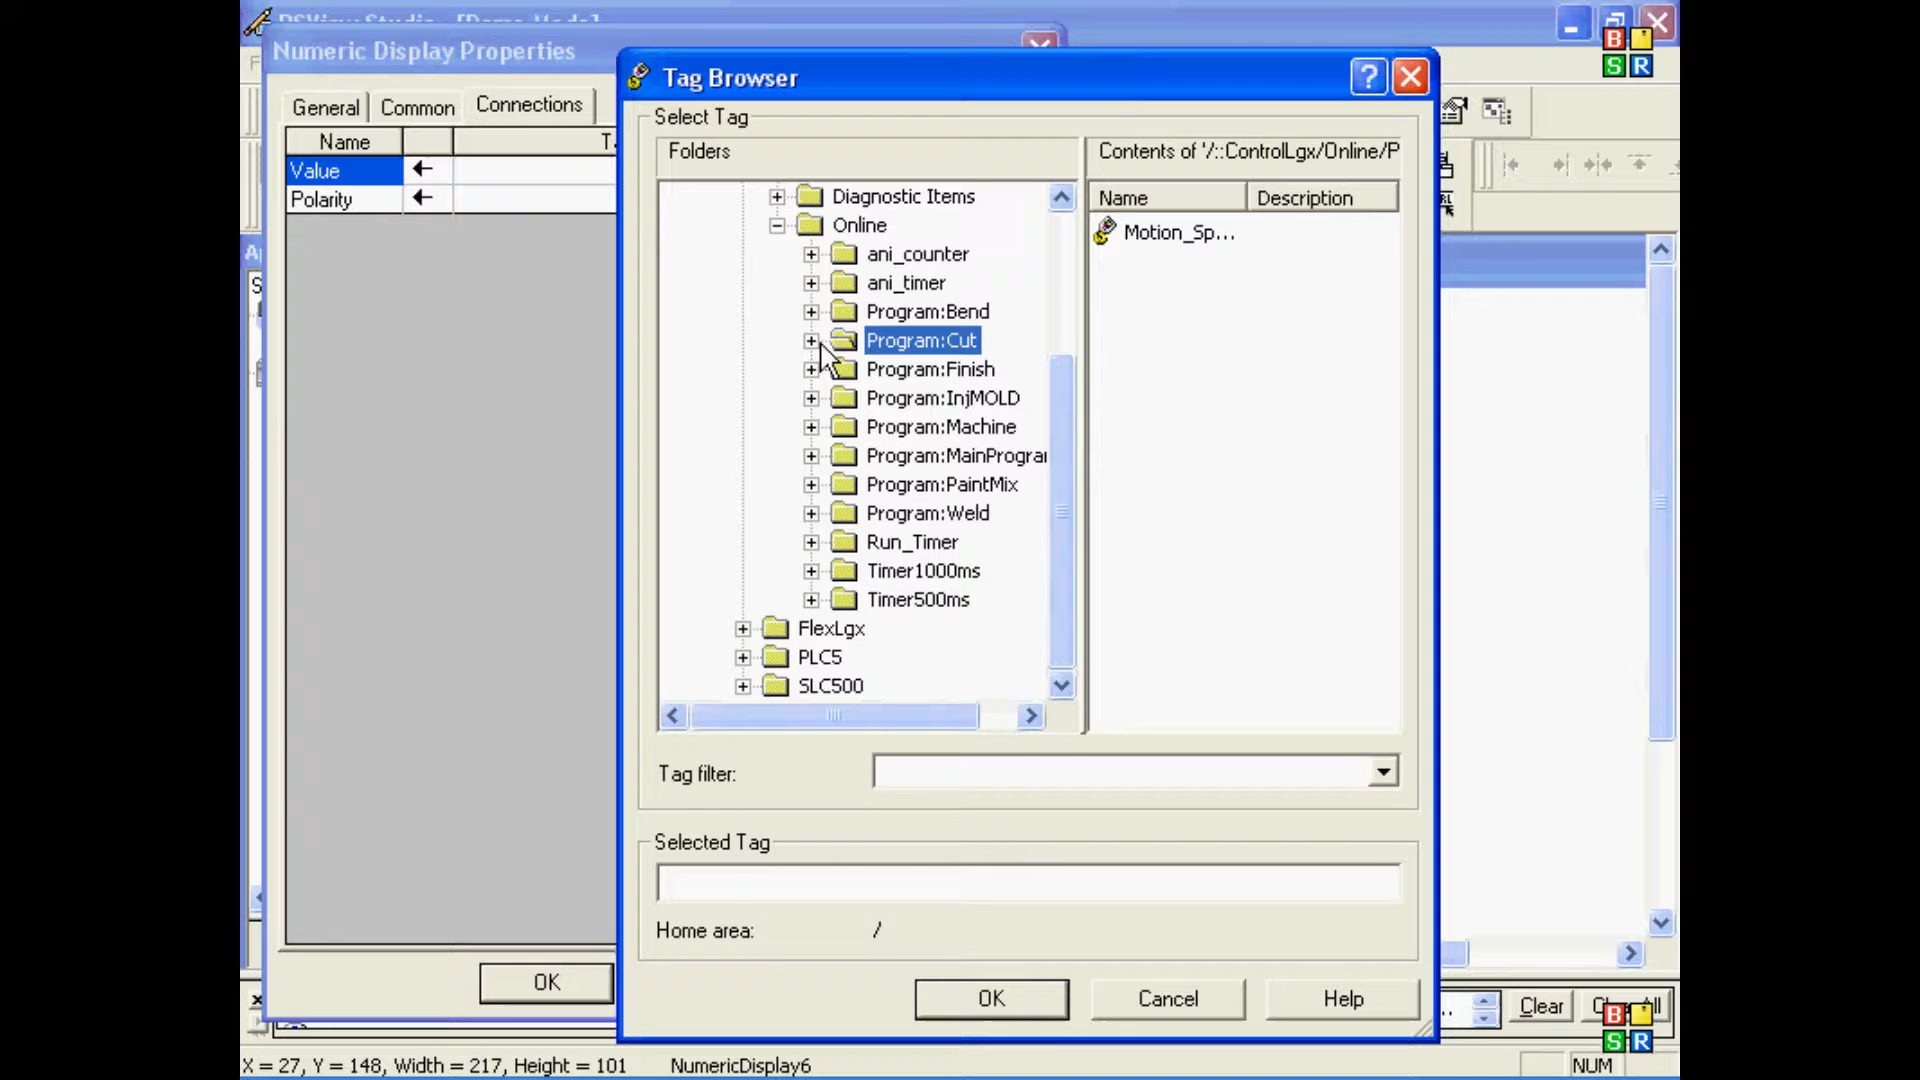 Numeric Display Properties
General
Common
Connections
Name
Value
Polarity
OK
Tag Browser
Select Tag
Folders
Diagnostic Items
Online
ani_counter
ani_timer
Program:Bend
Program:Cut
Program:Finish
Program:InjMOLD
Program:Machine
Program:MainProgra
Program:PaintMix
Program:Weld
Run_Timer
Timer1000ms
Timer500ms
FlexLgx
PLC5
SLC500
Contents of '/::ControlLgx/Online/P
Name
Description
Motion_Sp...
Tag filter:
Selected Tag
Home area: /
OK
Cancel
Help
Clear
X = 27, Y = 148, Width = 217, Height = 101
NumericDisplay6
NUM
B
S R
B
S R